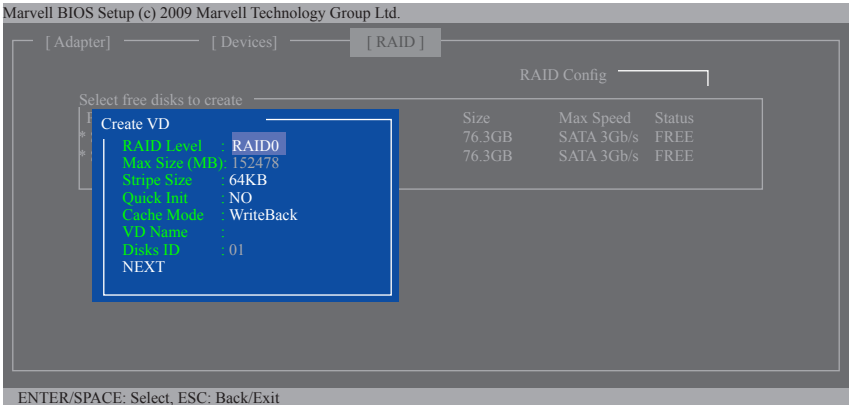 Marvell BIOS Setup (c) 2009 Marvell Technology Group Ltd.
[ Adapter] [ Devices] [ RAID ]
RAID Config
Select free disks to create
Size Max Speed Status
* 76.3GB SATA 3Gb/s FREE
* 76.3GB SATA 3Gb/s FREE
Create VD
RAID Level : RAID0
Max Size (MB): 152478
Stripe Size : 64KB
Quick Init : NO
Cache Mode : WriteBack
VD Name :
Disks ID : 01
NEXT
ENTER/SPACE: Select, ESC: Back/Exit